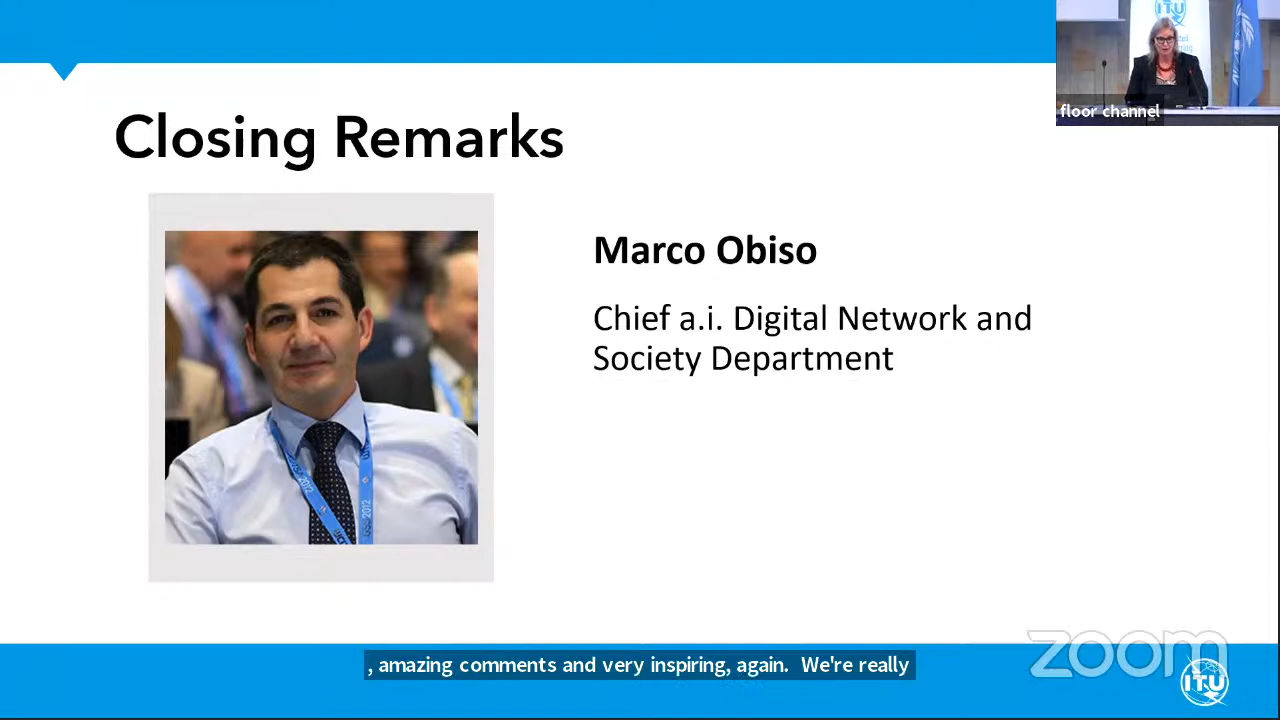 ITU
floor channel
Closing Remarks
Marco Obiso
Chief a.i. Digital Network and
Society Department
, amazing comments and very inspiring, again. We're really
zoom
ITU